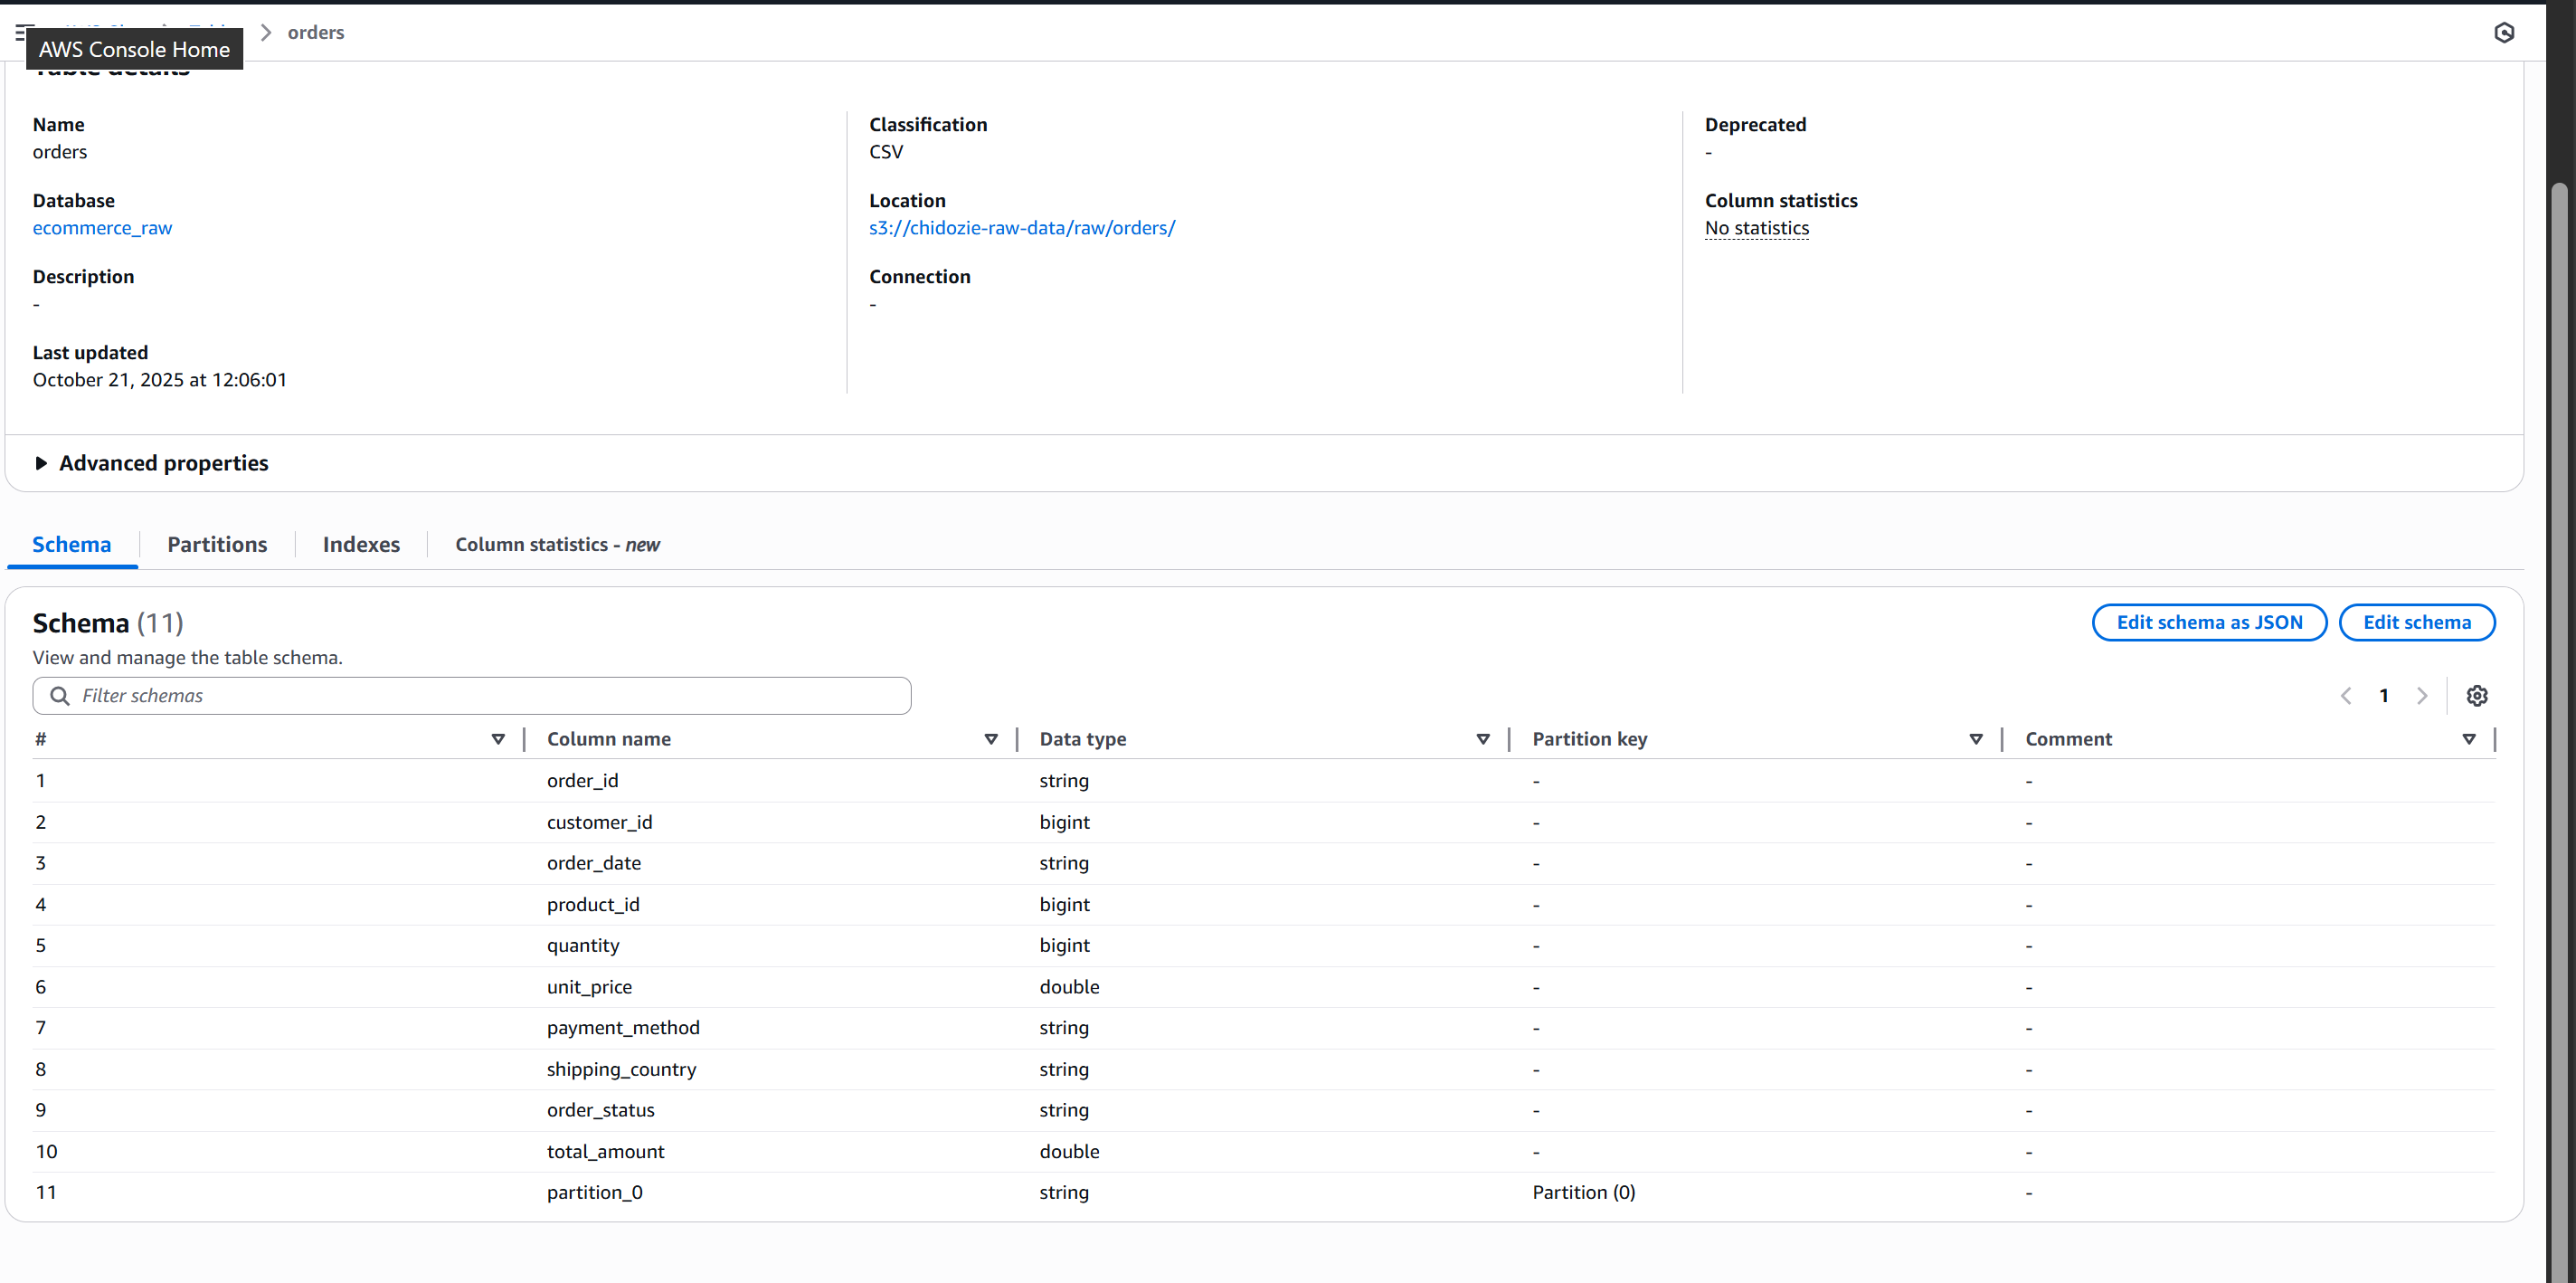 AWS Console Home
orders
Table details
Name
orders
Classification
CSV
Deprecated
-
Database
ecommerce_raw
Location
s3://chidozie-raw-data/raw/orders/
Column statistics
No statistics
Description
-
Connection
-
Last updated
October 21, 2025 at 12:06:01
Advanced properties
Schema Partitions Indexes Column statistics - new
Schema (11)
Edit schema as JSON Edit schema
View and manage the table schema.
Filter schemas
1
# Column name Data type Partition key Comment
1 order_id string - -
2 customer_id bigint - -
3 order_date string - -
4 product_id bigint - -
5 quantity bigint - -
6 unit_price double - -
7 payment_method string - -
8 shipping_country string - -
9 order_status string - -
10 total_amount double - -
11 partition_0 string Partition (0) -